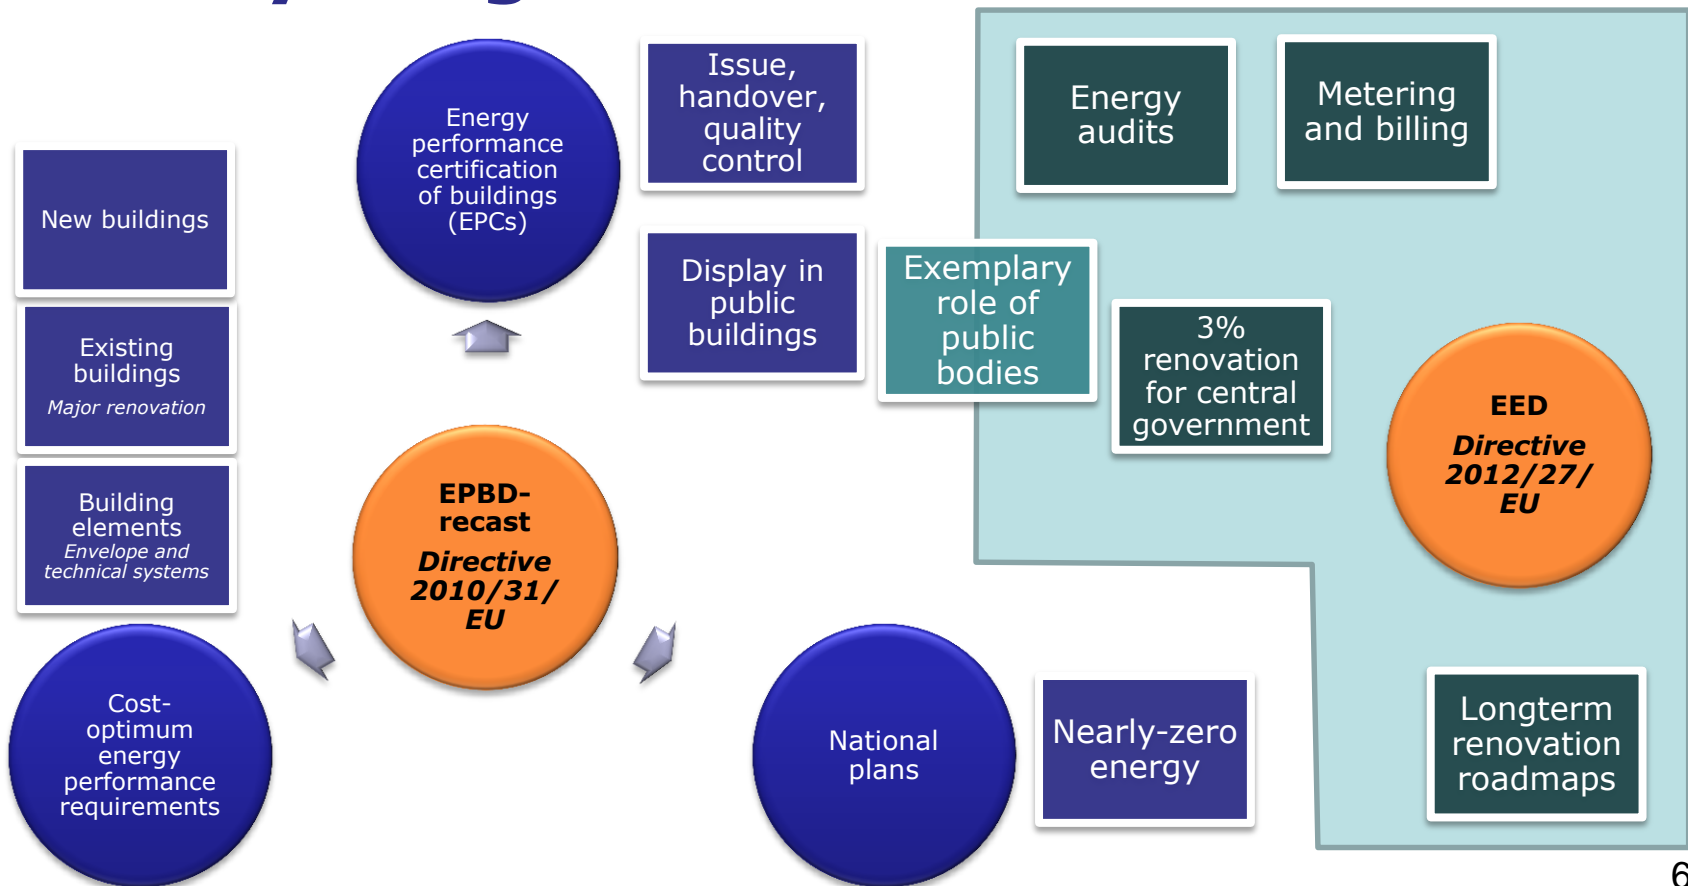 Energy
performance
certification
of buildings
(EPCs)
Issue,
handover,
quality
control
Display in
public
buildings
Energy
audits
Metering
and billing
Exemplary
role of
public
bodies
3%
renovation
for central
government
EED
Directive
2012/27/
EU
New buildings
Existing
buildings
Major renovation
Building
elements
Envelope and
technical systems
EPBD-
recast
Directive
2010/31/
EU
Cost-
optimum
energy
performance
requirements
National
plans
Nearly-zero
energy
Longterm
renovation
roadmaps
6